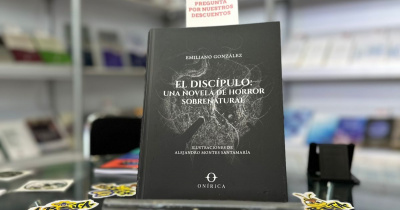 PREGUNTA
POR NUESTROS
DESCUENTOS
EMILIANO GONZÁLEZ
EL DISCÍPULO:
UNA NOVELA DE HORROR
SOBRENATURAL
ILUSTRACIONES DE
ALEJANDRO MONTES SANTAMARÍA
ONÍRICA